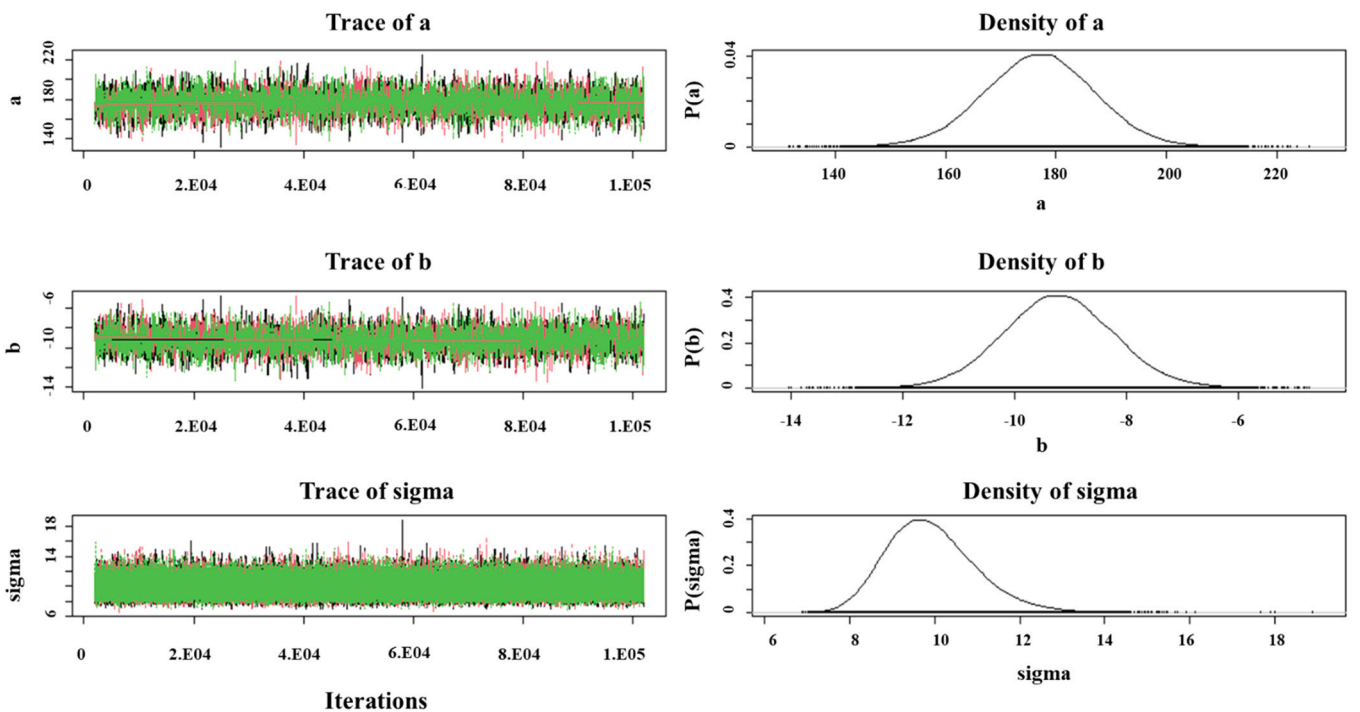 Trace of a
a
220
180
140
0 2.E04 4.E04 6.E04 8.E04 1.E05
Density of a
P(a)
0.04
0
140 160 180 200 220
a
Trace of b
b
-6
-10
-14
0 2.E04 4.E04 6.E04 8.E04 1.E05
Density of b
P(b)
0.4
0.2
0
-14 -12 -10 -8 -6
b
Trace of sigma
sigma
18
14
6
0 2.E04 4.E04 6.E04 8.E04 1.E05
Iterations
Density of sigma
P(sigma)
0.4
0.2
0
6 8 10 12 14 16 18
sigma